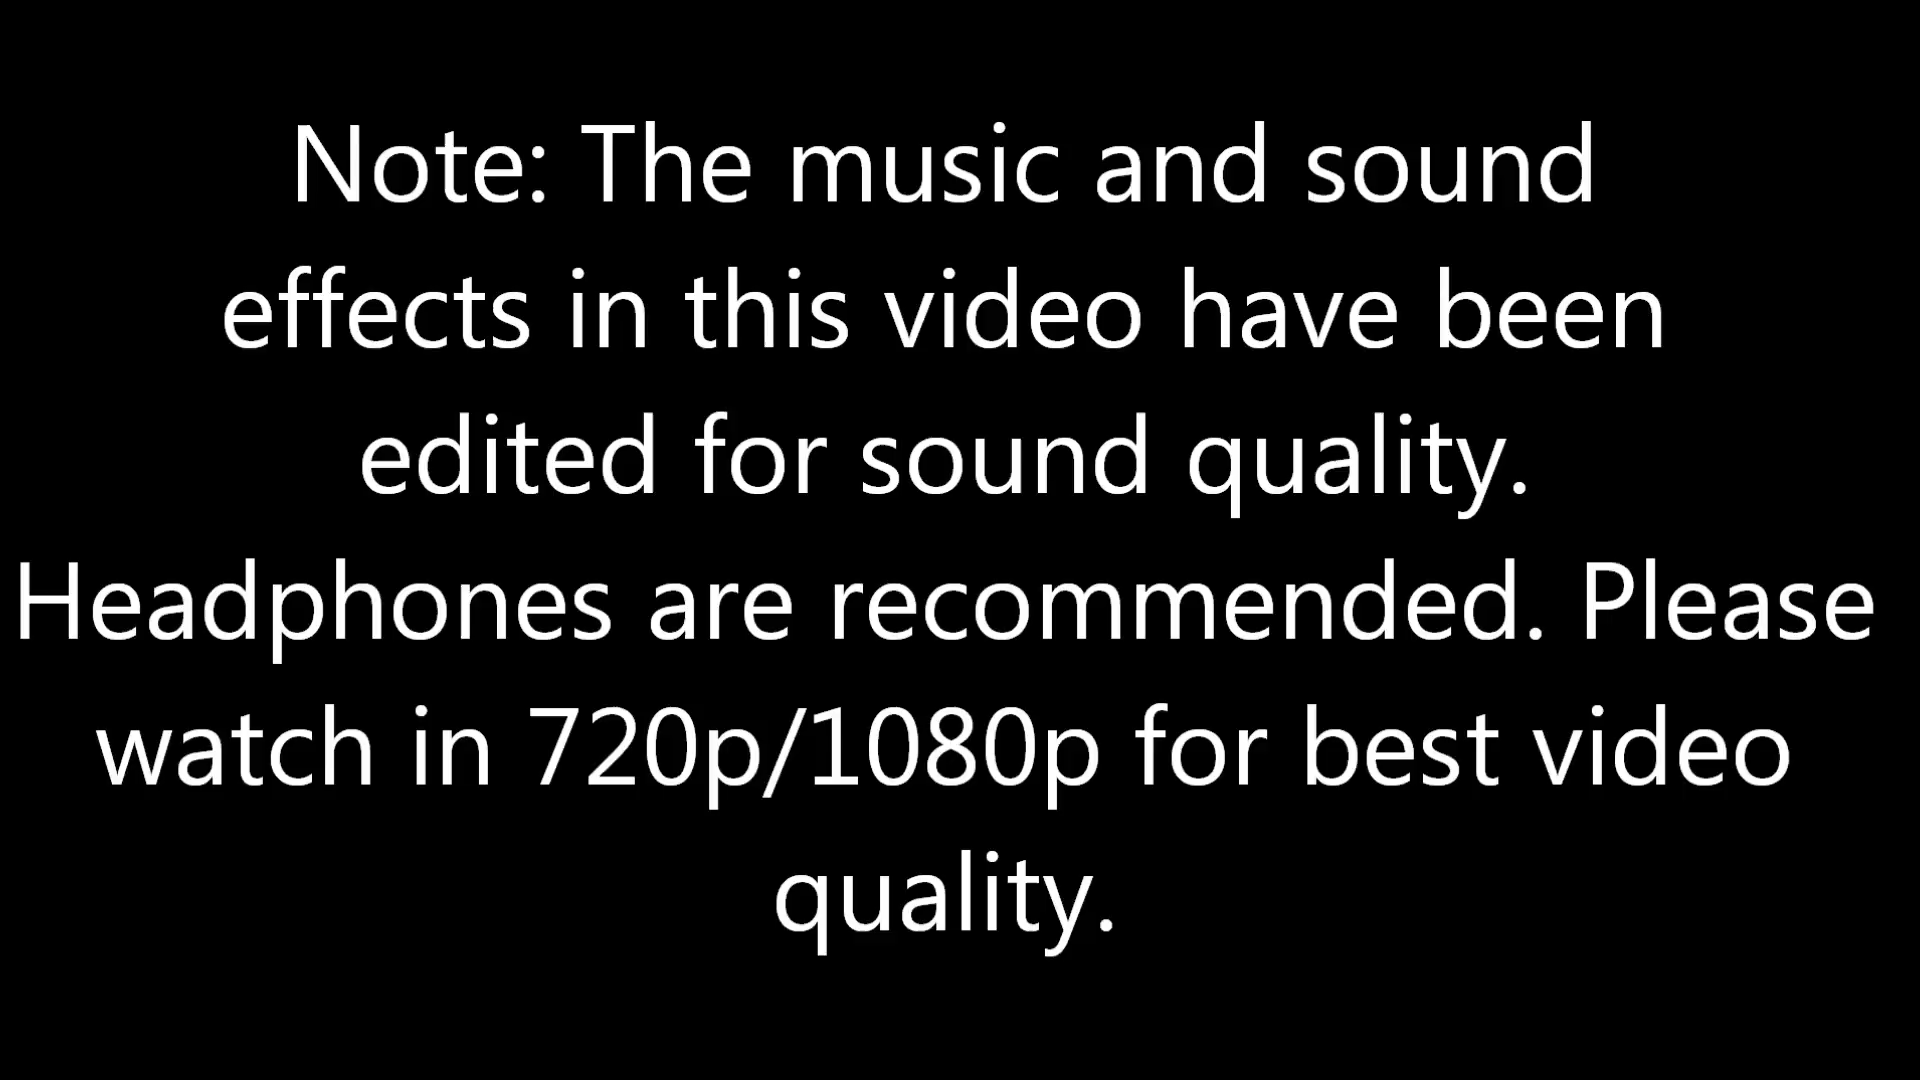 Note: The music and sound
effects in this video have been
edited for sound quality.
Headphones are recommended. Please
watch in 720p/1080p for best video
quality.